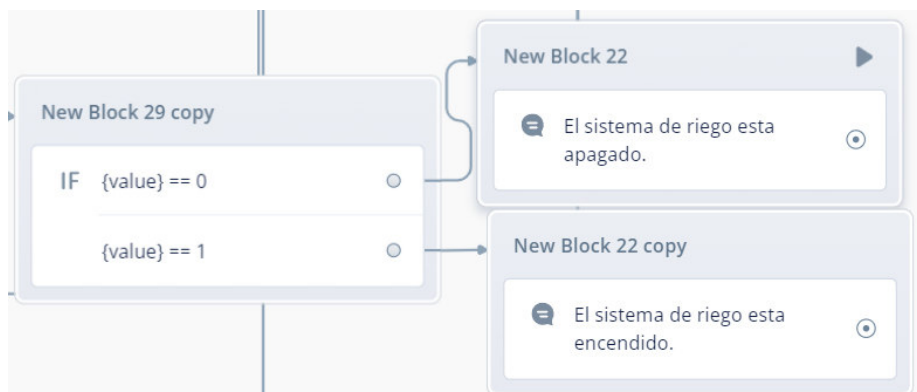 New Block 29 copy
IF {value} == 0
{value} == 1
New Block 22
El sistema de riego esta
apagado.
New Block 22 copy
El sistema de riego esta
encendido.